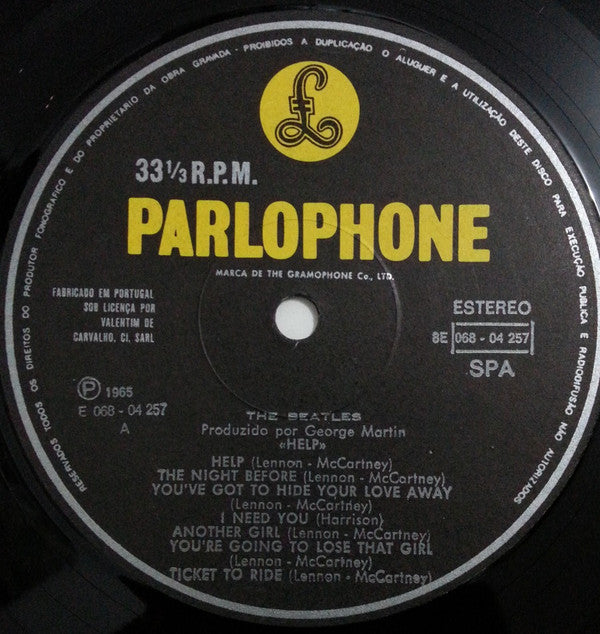 RESERVADOS TODOS OS DIREITOS DO PRODUTOR FONOGRAFICO E DO PROPRIETARIO DA OBRA GRAVADA - PROIBIDOS A DUPLICAÇÃO O ALUGUER E A UTILIZAÇÃO DESTE DISCO PARA EXECUÇÃO PUBLICA E RADIODIFUSÃO NÃO AUTORIZADOS
£
33 1/3 R.P.M.
PARLOPHONE
MARCA DE THE GRAMOPHONE Co., LTD.
FABRICADO EM PORTUGAL
SOB LICENÇA POR
VALENTIM DE
CARVALHO, CI, SARL
ESTEREO
8E 068 - 04 257
SPA
Ⓟ 1965
E 068 - 04 257
A
THE BEATLES
Produzido por George Martin
«HELP»
HELP (Lennon - McCartney)
THE NIGHT BEFORE (Lennon - McCartney)
YOU'VE GOT TO HIDE YOUR LOVE AWAY
(Lennon - McCartney)
I NEED YOU (Harrison)
ANOTHER GIRL (Lennon - McCartney)
YOU'RE GOING TO LOSE THAT GIRL
(Lennon - McCartney)
TICKET TO RIDE (Lennon - McCartney)